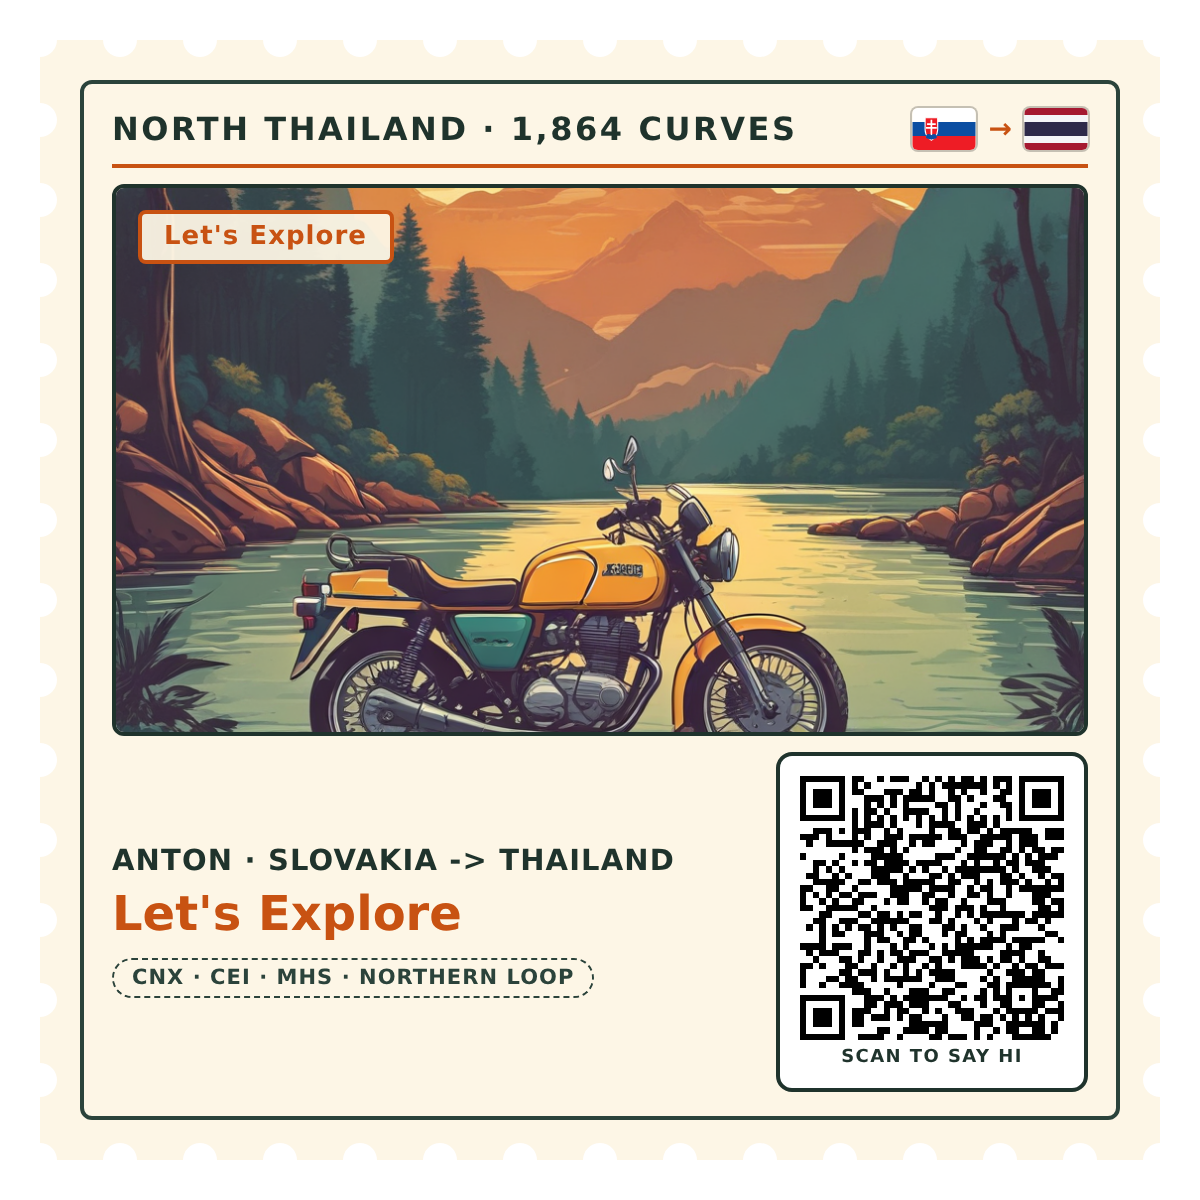 NORTH THAILAND · 1,864 CURVES →
Let's Explore
ANTON · SLOVAKIA -> THAILAND
Let's Explore
CNX · CEI · MHS · NORTHERN LOOP
SCAN TO SAY HI